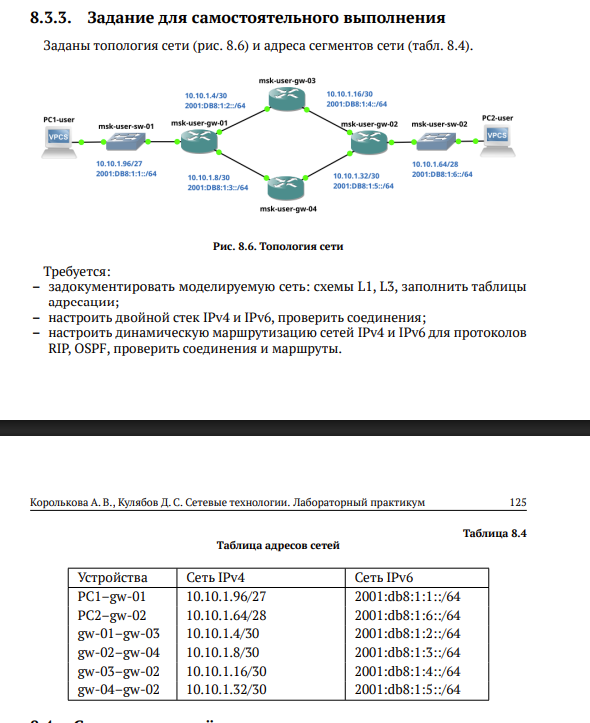 8.3.3. Задание для самостоятельного выполнения
Заданы топология сети (рис. 8.6) и адреса сегментов сети (табл. 8.4).
msk-user-gw-03
10.10.1.4/30
2001:DB8:1:2::/64
10.10.1.16/30
2001:DB8:1:4::/64
PC1-user
VPCS
msk-user-sw-01
msk-user-gw-01
msk-user-gw-02
msk-user-sw-02
PC2-user
VPCS
10.10.1.96/27
2001:DB8:1:1::/64
10.10.1.8/30
2001:DB8:1:3::/64
10.10.1.32/30
2001:DB8:1:5::/64
10.10.1.64/28
2001:DB8:1:6::/64
msk-user-gw-04
Рис. 8.6. Топология сети
Требуется:
– задокументировать моделируемую сеть: схемы L1, L3, заполнить таблицы
адресации;
– настроить двойной стек IPv4 и IPv6, проверить соединения;
– настроить динамическую маршрутизацию сетей IPv4 и IPv6 для протоколов
RIP, OSPF, проверить соединения и маршруты.
Королькова А. В., Кулябов Д. С. Сетевые технологии. Лабораторный практикум 125
Таблица 8.4
Таблица адресов сетей
Устройства Сеть IPv4 Сеть IPv6
PC1–gw-01 10.10.1.96/27 2001:db8:1:1::/64
PC2–gw-02 10.10.1.64/28 2001:db8:1:6::/64
gw-01–gw-03 10.10.1.4/30 2001:db8:1:2::/64
gw-02–gw-04 10.10.1.8/30 2001:db8:1:3::/64
gw-03–gw-02 10.10.1.16/30 2001:db8:1:4::/64
gw-04–gw-02 10.10.1.32/30 2001:db8:1:5::/64